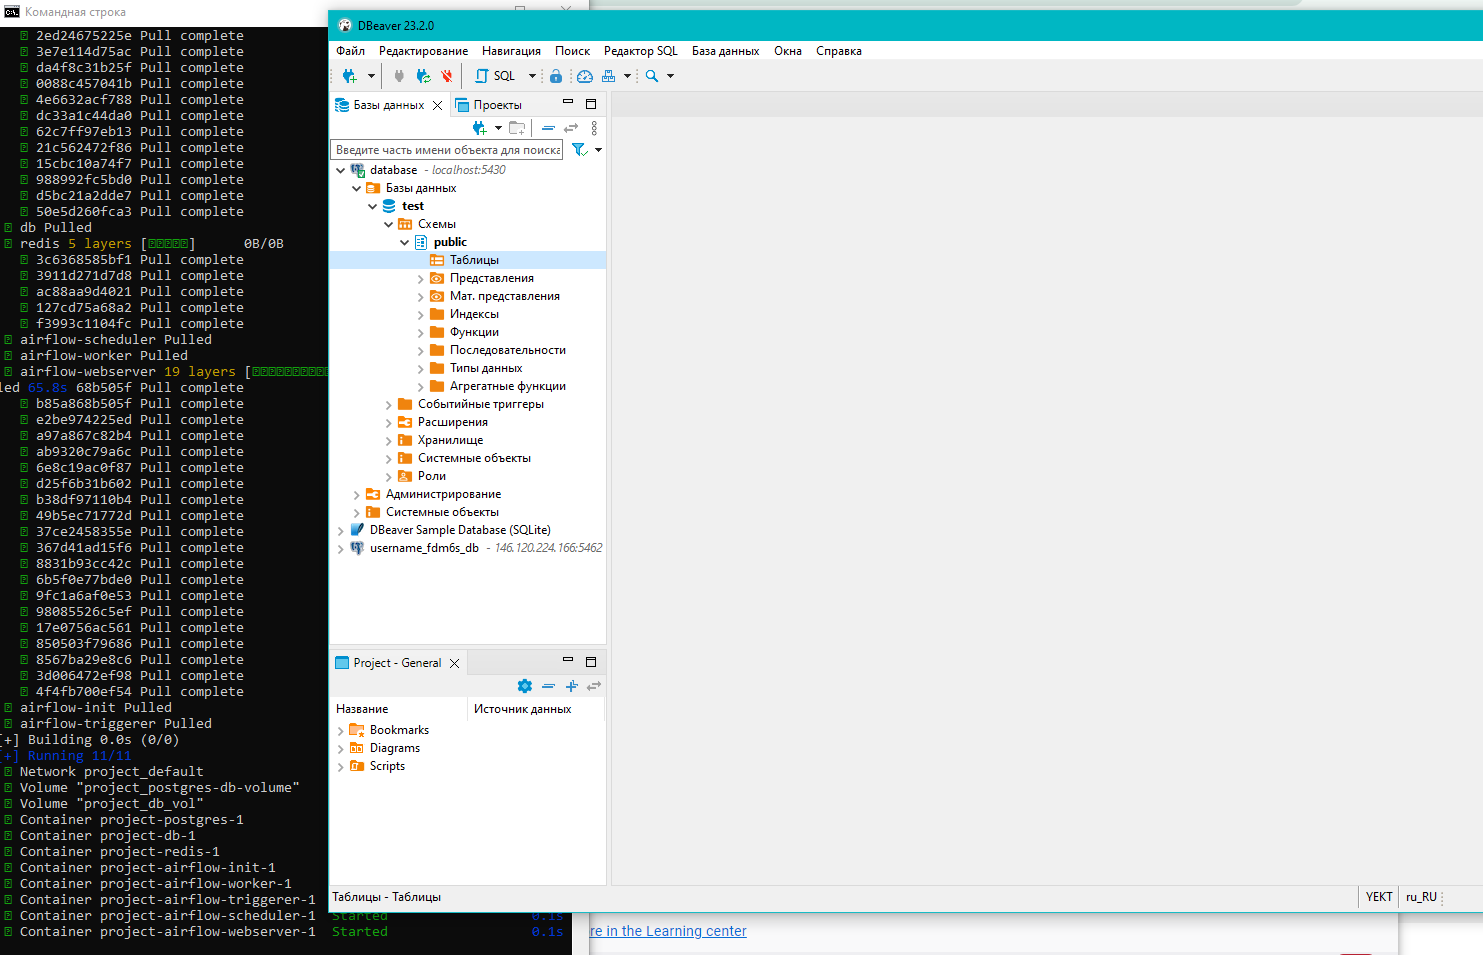 Командная строка
2ed24675225e Pull complete
3e7e114d75ac Pull complete
da4f8c31b25f Pull complete
0088c457041b Pull complete
4e6632acf788 Pull complete
dc33a1c44da0 Pull complete
62c7ff97eb13 Pull complete
21c562472f86 Pull complete
15cbc10a74f7 Pull complete
988992fc5bd0 Pull complete
d5bc21a2dde7 Pull complete
50e5d260fca3 Pull complete
db Pulled
redis 5 layers [     ] 0B/0B
3c6368585bf1 Pull complete
3911d271d7d8 Pull complete
ac88aa9d4021 Pull complete
127cd75a68a2 Pull complete
f3993c1104fc Pull complete
airflow-scheduler Pulled
airflow-worker Pulled
airflow-webserver 19 layers [
led 65.8s 68b505f Pull complete
b85a868b505f Pull complete
e2be974225ed Pull complete
a97a867c82b4 Pull complete
ab9320c79a6c Pull complete
6e8c19ac0f87 Pull complete
d25f6b31b602 Pull complete
b38df97110b4 Pull complete
49b5ec71772d Pull complete
37ce2458355e Pull complete
367d41ad15f6 Pull complete
8831b93cc42c Pull complete
6b5f0e77bde0 Pull complete
9fc1a6af0e53 Pull complete
98085526c5ef Pull complete
17e0756ac561 Pull complete
850503f79686 Pull complete
8567ba29e8c6 Pull complete
3d006472ef98 Pull complete
4f4fb700ef54 Pull complete
airflow-init Pulled
airflow-triggerer Pulled
[+] Building 0.0s (0/0)
[+] Running 11/11
Network project_default
Volume "project_postgres-db-volume"
Volume "project_db_vol"
Container project-postgres-1
Container project-db-1
Container project-redis-1
Container project-airflow-init-1
Container project-airflow-worker-1
Container project-airflow-triggerer-1
Container project-airflow-scheduler-1 Started 0.1s
Container project-airflow-webserver-1 Started 0.1s
DBeaver 23.2.0
Файл Редактирование Навигация Поиск Редактор SQL База данных Окна Справка
SQL
Базы данных Проекты
Введите часть имени объекта для поиска
database - localhost:5430
Базы данных
test
Схемы
public
Таблицы
Представления
Мат. представления
Индексы
Функции
Последовательности
Типы данных
Агрегатные функции
Событийные триггеры
Расширения
Хранилище
Системные объекты
Роли
Администрирование
Системные объекты
DBeaver Sample Database (SQLite)
username_fdm6s_db - 146.120.224.166:5462
Project - General
Название Источник данных
Bookmarks
Diagrams
Scripts
Таблицы - Таблицы
YEKT ru_RU
re in the Learning center